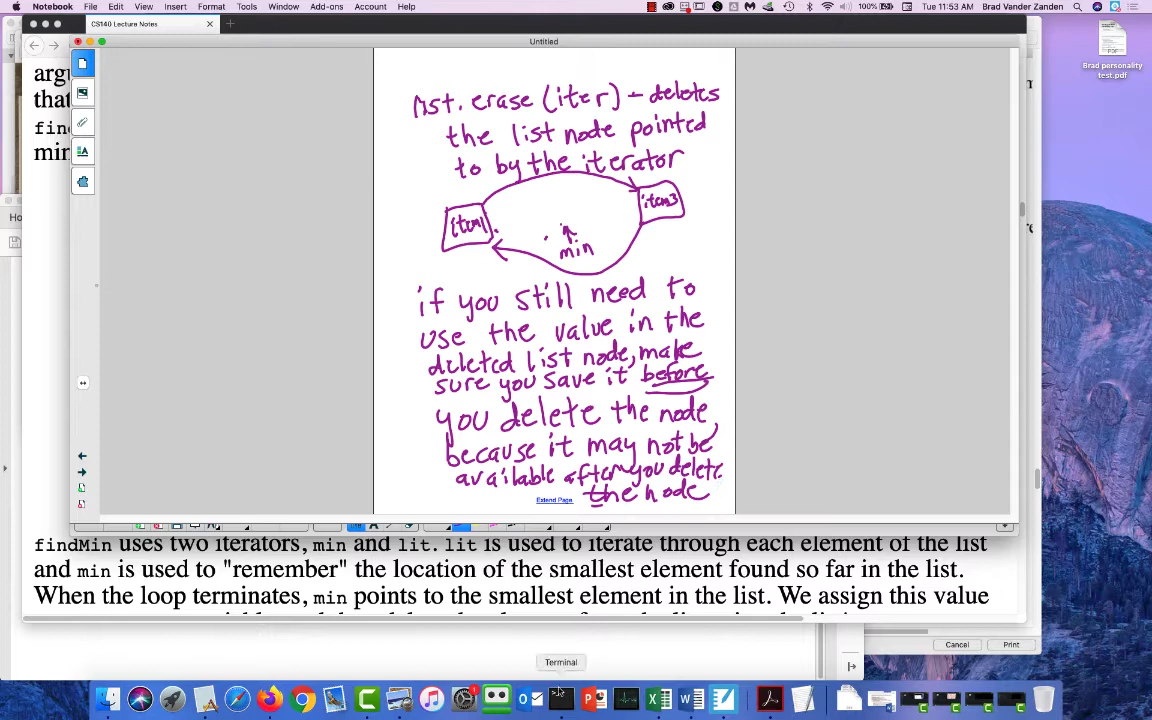 Notebook File Edit View Insert Format Tools Window Add-ons Account Help 100% Tue 11:53 AM Brad Vander Zanden
CS140 Lecture Notes
Untitled
Brad personality
test.pdf
argu
that
find
min
list. erase (iter) - deletes
the list node pointed
to by the iterator
item1
item3
min
if you still need to
use the value in the
deleted list node, make
sure you save it before
you delete the node,
because it may not be
available after you delete
the node
Extend Page
Ho
findMin uses two iterators, min and lit. lit is used to iterate through each element of the list
and min is used to "remember" the location of the smallest element found so far in the list.
When the loop terminates, min points to the smallest element in the list. We assign this value
Cancel Print
Terminal